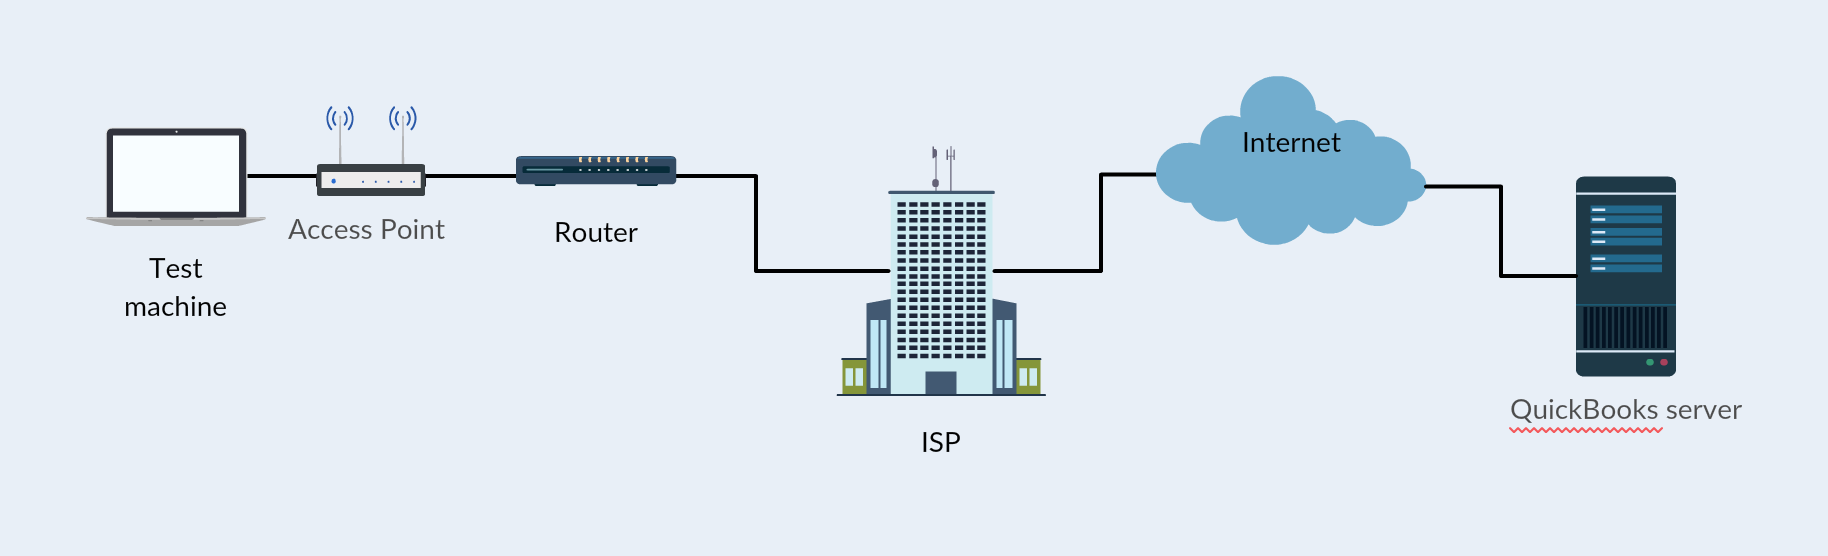 Internet
Access Point
Router
Test
machine
QuickBooks server
ISP